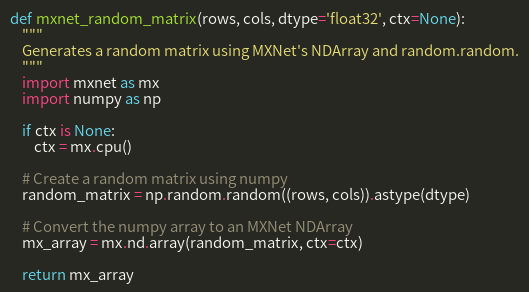 def mxnet_random_matrix(rows, cols, dtype='float32', ctx=None):
"""
Generates a random matrix using MXNet's NDArray and random.random.
"""
import mxnet as mx
import numpy as np
if ctx is None:
ctx = mx.cpu()
# Create a random matrix using numpy
random_matrix = np.random.random((rows, cols)).astype(dtype)
# Convert the numpy array to an MXNet NDArray
mx_array = mx.nd.array(random_matrix, ctx=ctx)
return mx_array